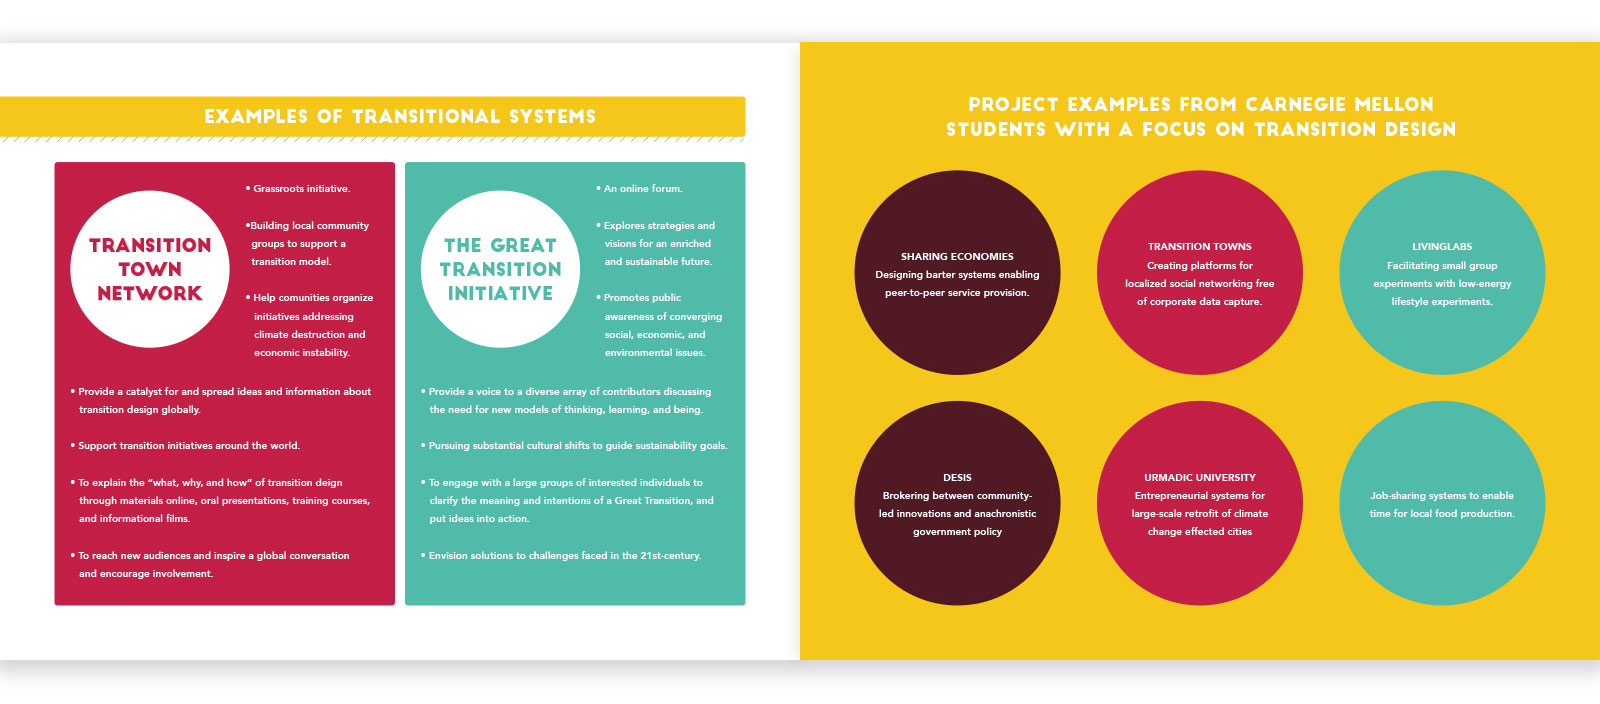 EXAMPLES OF TRANSITIONAL SYSTEMS
TRANSITION
TOWN
NETWORK
• Grassroots initiative.
•Building local community
groups to support a
transition model.
• Help comunities organize
initiatives addressing
climate destruction and
economic instability.
• Provide a catalyst for and spread ideas and information about
transition design globally.
• Support transition initiatives around the world.
• To explain the “what, why, and how” of transition deign
through materials online, oral presentations, training courses,
and informational films.
• To reach new audiences and inspire a global conversation
and encourage involvement.
THE GREAT
TRANSITION
INITIATIVE
• An online forum.
• Explores strategies and
visions for an enriched
and sustainable future.
• Promotes public
awareness of converging
social, economic, and
environmental issues.
• Provide a voice to a diverse array of contributors discussing
the need for new models of thinking, learning, and being.
• Pursuing substantial cultural shifts to guide sustainability goals.
• To engage with a large groups of interested individuals to
clarify the meaning and intentions of a Great Transition, and
put ideas into action.
• Envision solutions to challenges faced in the 21st-century.
PROJECT EXAMPLES FROM CARNEGIE MELLON
STUDENTS WITH A FOCUS ON TRANSITION DESIGN
SHARING ECONOMIES
Designing barter systems enabling
peer-to-peer service provision.
TRANSITION TOWNS
Creating platforms for
localized social networking free
of corporate data capture.
LIVINGLABS
Facilitating small group
experiments with low-energy
lifestyle experiments.
DESIS
Brokering between community-
led innovations and anachronistic
government policy
URMADIC UNIVERSITY
Entrepreneurial systems for
large-scale retrofit of climate
change effected cities
Job-sharing systems to enable
time for local food production.